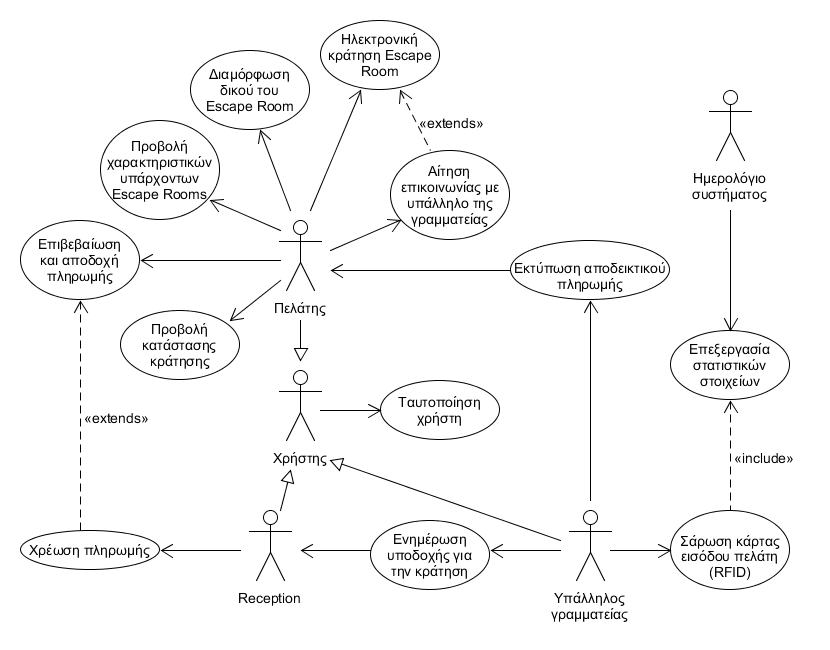 Ηλεκτρονική
κράτηση Escape
Room
Διαμόρφωση
δικού του
Escape Room
«extends»
Προβολή
χαρακτηριστικών
υπάρχοντων
Escape Rooms
Αίτηση
επικοινωνίας με
υπάλληλο της
γραμματείας
Ημερολόγιο
συστήματος
Επιβεβαίωση
και αποδοχή
πληρωμής
Πελάτης
Εκτύπωση αποδεικτικού
πληρωμής
Προβολή
κατάστασης
κράτησης
Επεξεργασία
στατιστικών
στοιχείων
Ταυτοποίηση
χρήστη
«extends»
Χρήστης
«include»
Χρέωση πληρωμής
Reception
Ενημέρωση
υποδοχής για
την κράτηση
Υπάλληλος
γραμματείας
Σάρωση κάρτας
εισόδου πελάτη
(RFID)